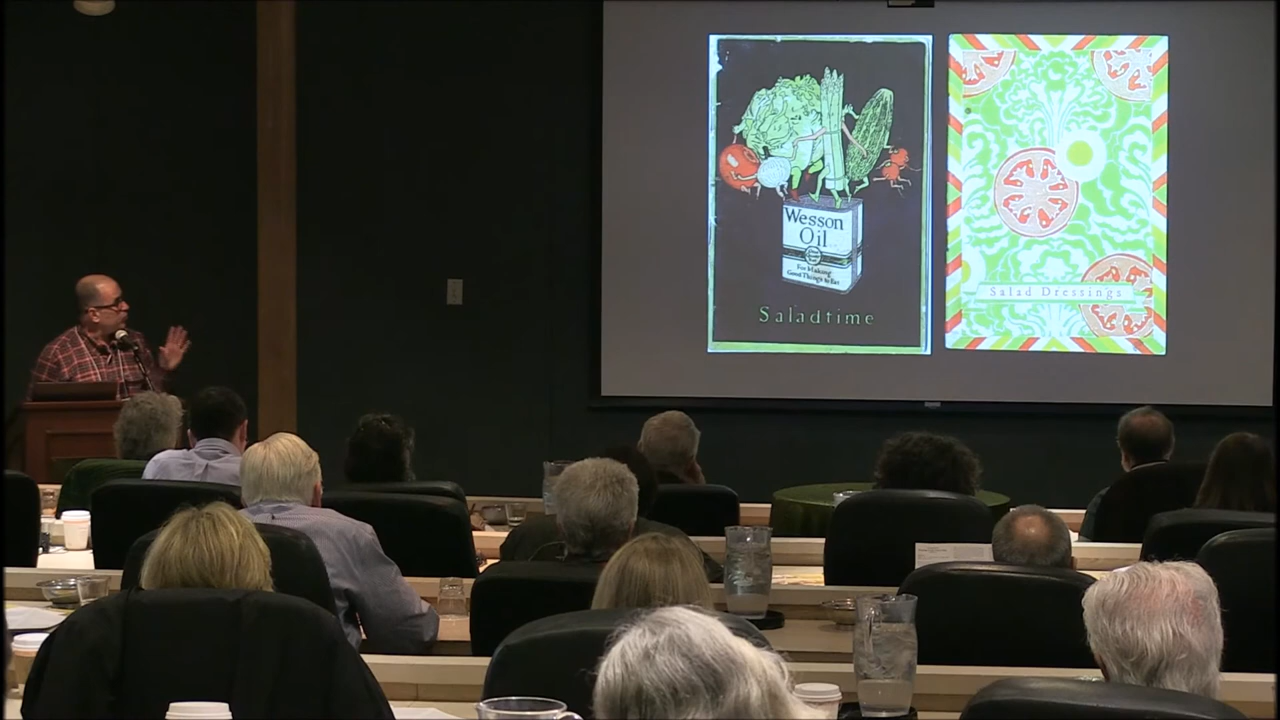 Wesson
Oil
For Making
Good Things to Eat
Saladtime
Salad Dressings